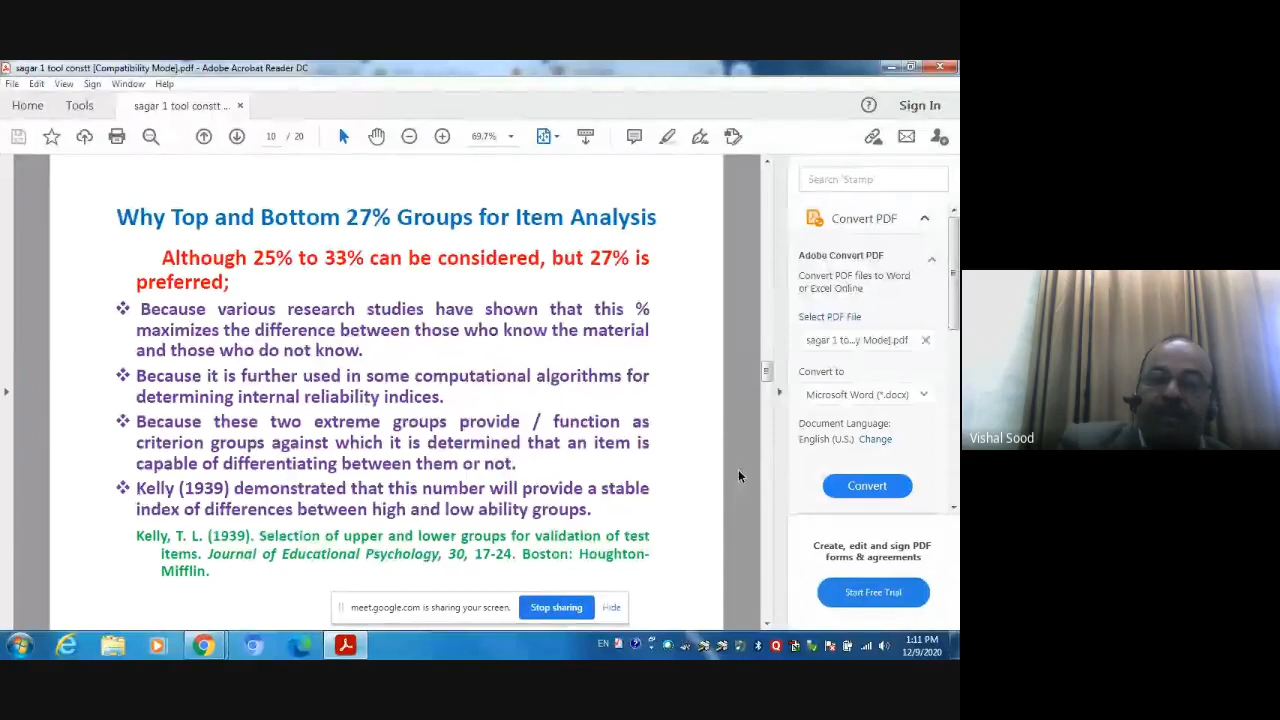 sagar 1 tool constt [Compatibility Mode].pdf - Adobe Acrobat Reader DC
File Edit View Sign Window Help
Home Tools sagar 1 tool constt ... × Sign In
10 / 20 69.7%
Why Top and Bottom 27% Groups for Item Analysis
Although 25% to 33% can be considered, but 27% is
preferred;
❖ Because various research studies have shown that this %
maximizes the difference between those who know the material
and those who do not know.
❖ Because it is further used in some computational algorithms for
determining internal reliability indices.
❖ Because these two extreme groups provide / function as
criterion groups against which it is determined that an item is
capable of differentiating between them or not.
❖ Kelly (1939) demonstrated that this number will provide a stable
index of differences between high and low ability groups.
Kelly, T. L. (1939). Selection of upper and lower groups for validation of test
items. Journal of Educational Psychology, 30, 17-24. Boston: Houghton-
Mifflin.
Search 'Stamp'
Convert PDF
Adobe Convert PDF
Convert PDF files to Word
or Excel Online
Select PDF File
sagar 1 to...y Mode].pdf
Convert to
Microsoft Word (*.docx)
Document Language:
English (U.S.) Change
Convert
Create, edit and sign PDF
forms & agreements
Start Free Trial
meet.google.com is sharing your screen. Stop sharing Hide
EN
1:11 PM
12/9/2020
Vishal Sood